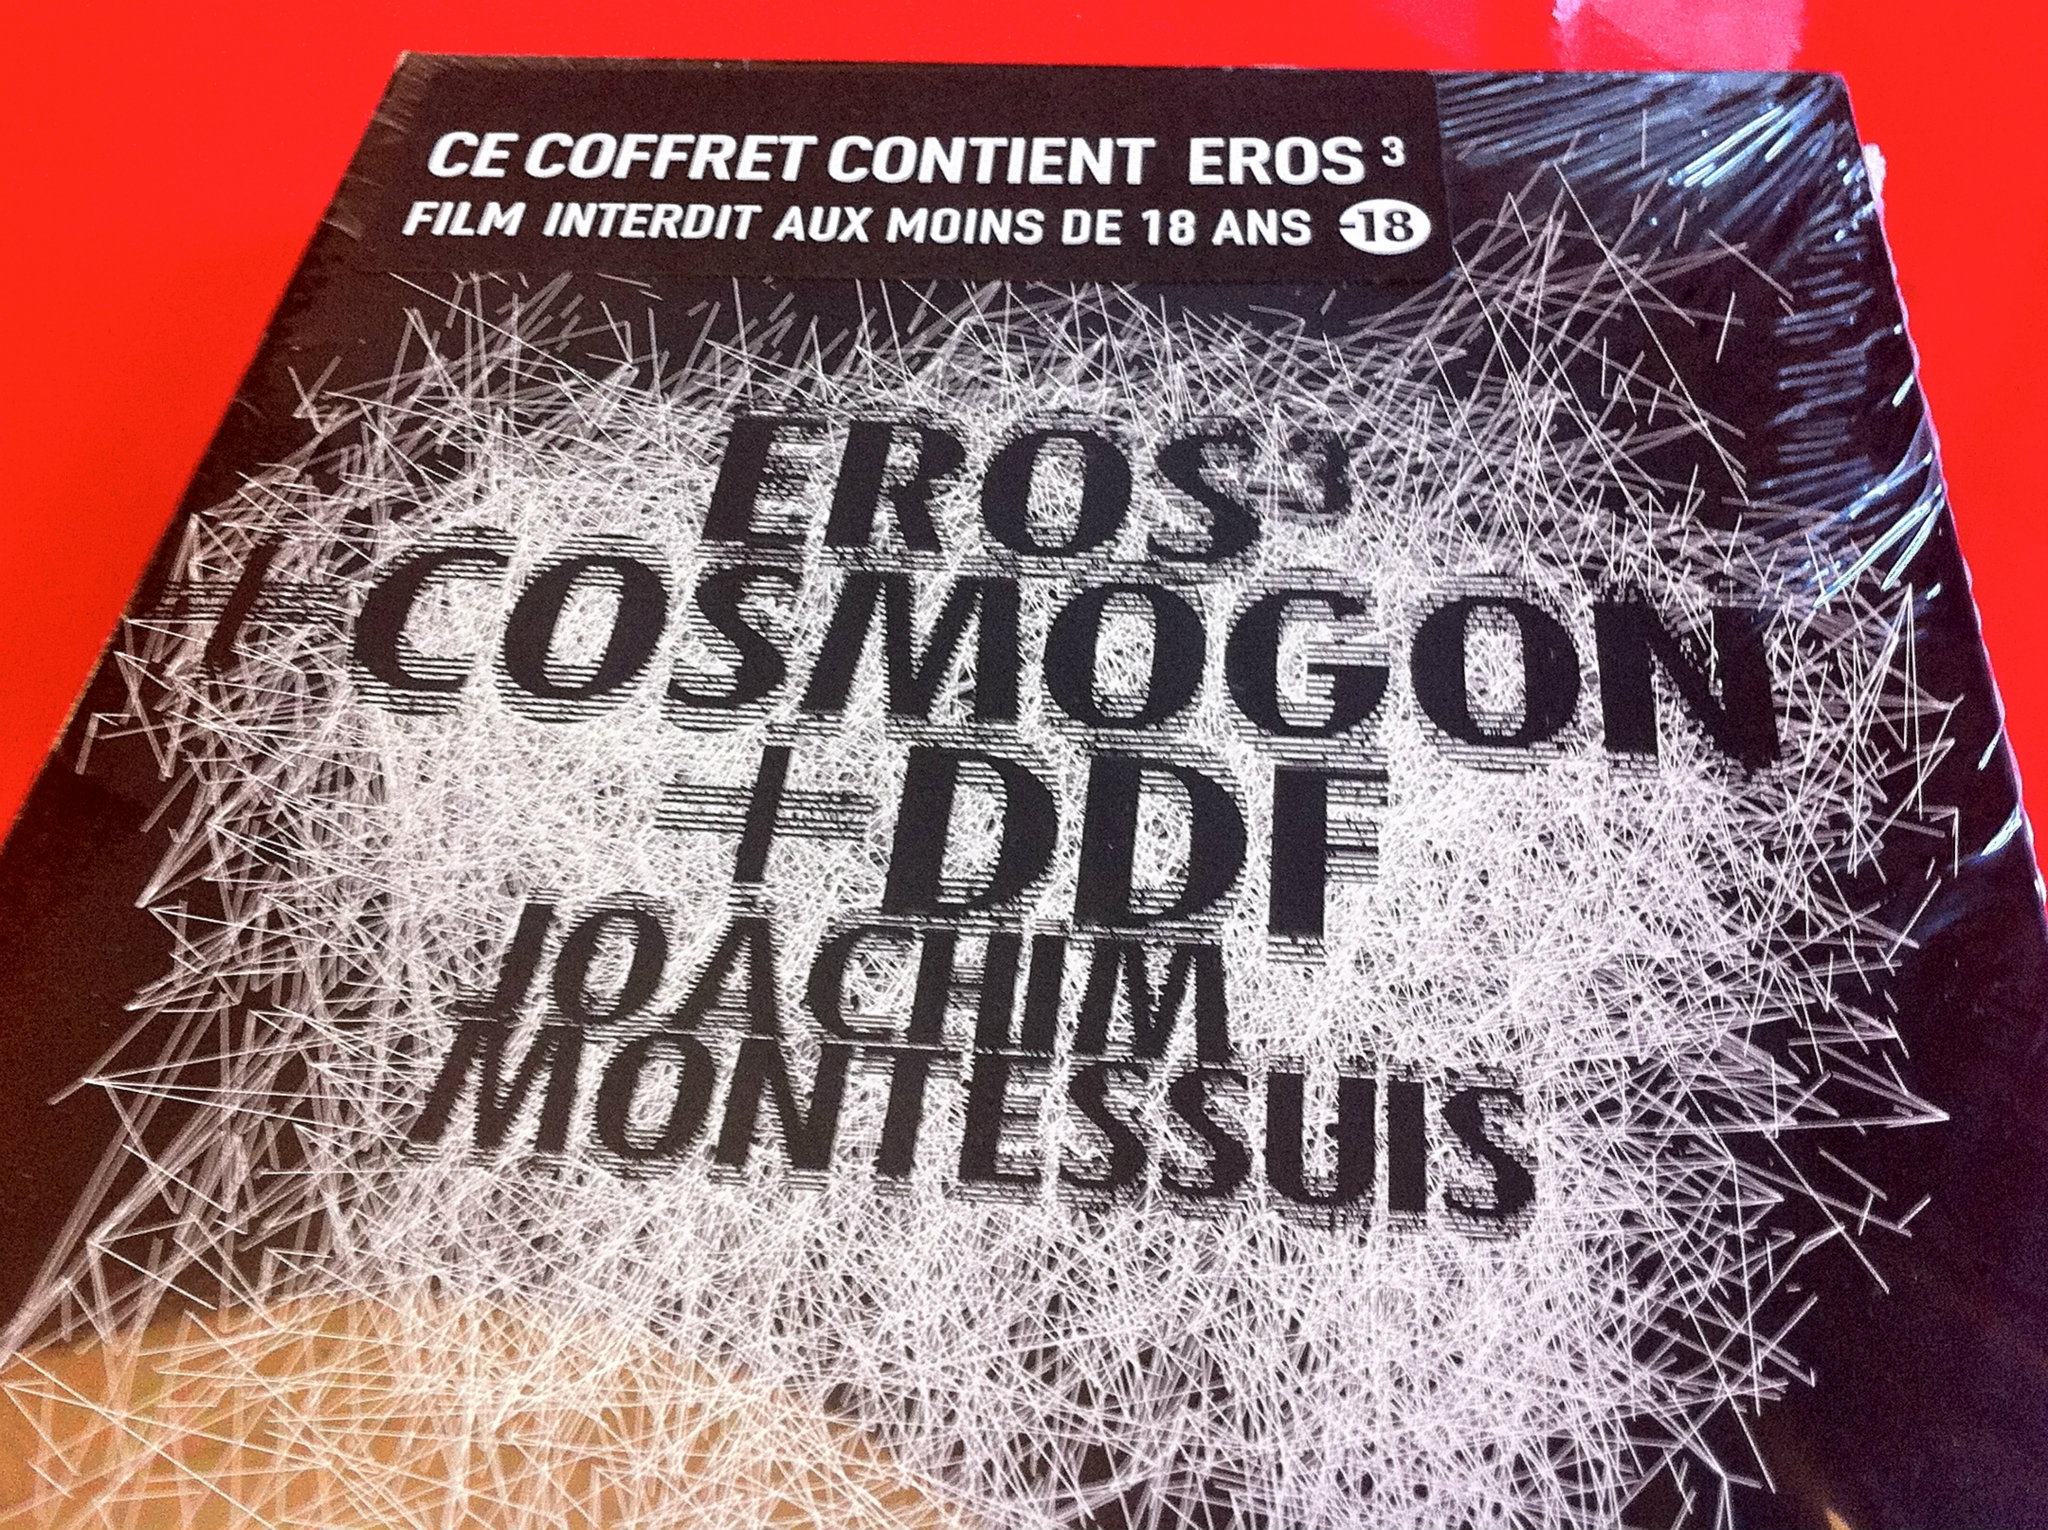 CE COFFRET CONTIENT EROS ³
FILM INTERDIT AUX MOINS DE 18 ANS -18
EROS³
+ COSMOGON
+ DDF
JOACHIM
MONTESSUIS